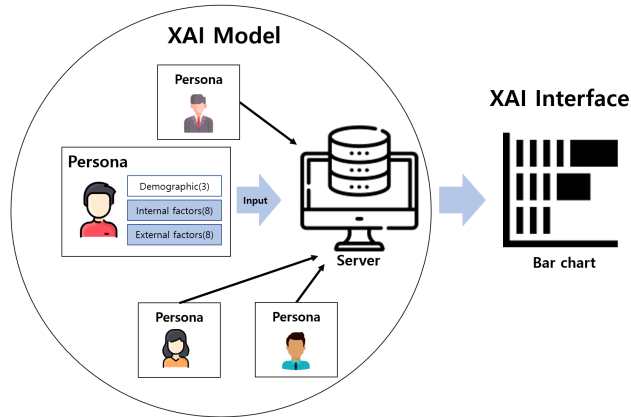 XAI Model
Persona
XAI Interface
Persona
Demographic(3)
Internal factors(8)
External factors(8)
Input
Server
Bar chart
Persona
Persona